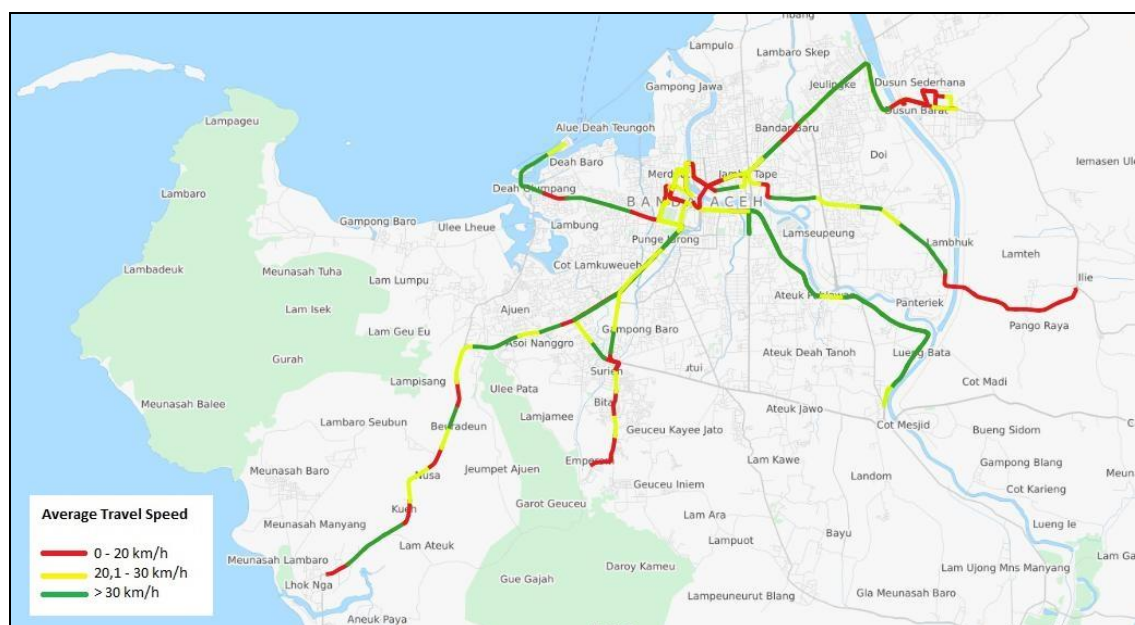 Tibang
Lampulo
Lambaro Skep
Gampong Jawa
Jeulingke
Dusun Sederhana
Dusun Barat
Lampageu
Alue Deah Teungoh
Bandar Baru
Deah Baro
Doi
Lambaro
Deah Glumpang
BANDA ACEH
Gampong Baro
Ulee Lheue
Lambung
Lamseupeung
Punge Jurong
Lambhuk
Lamteh
Lambadeuk
Meunasah Tuha
Cot Lamkuweueh
Ilie
Lam Lumpu
Lam Isek
Ajuen
Panteriek
Lam Geu Eu
Gampong Baro
Pango Raya
Asoi Nanggro
Gurah
Ateuk Deah Tanoh
Lueng Bata
Surien
Lampisang
Ulee Pata
Cot Madi
Meunasah Balee
Bita
Lamjamee
Ateuk Jawo
Lambaro Seubun
Cot Mesjid
Bueng Sidom
Geuceu Kayee Jato
Meunasah Baro
Jeumpet Ajuen
Emperom
Lam Kawe
Gampong Blang
Nusa
Landom
Geuceu Iniem
Cot Karieng
Garot Geuceu
Kueh
Meunasah Manyang
Lam Ara
Lueng Ie
Bayu
Lam Ateuk
Lampuot
Meunasah Lambaro
Daroy Kameu
Lam Ujong Mns Manyang
Gue Gajah
Lhok Nga
Lampeuneurut Blang
Gla Meunasah Baro
Aneuk Paya
Average Travel Speed
0 - 20 km/h
20,1 - 30 km/h
> 30 km/h